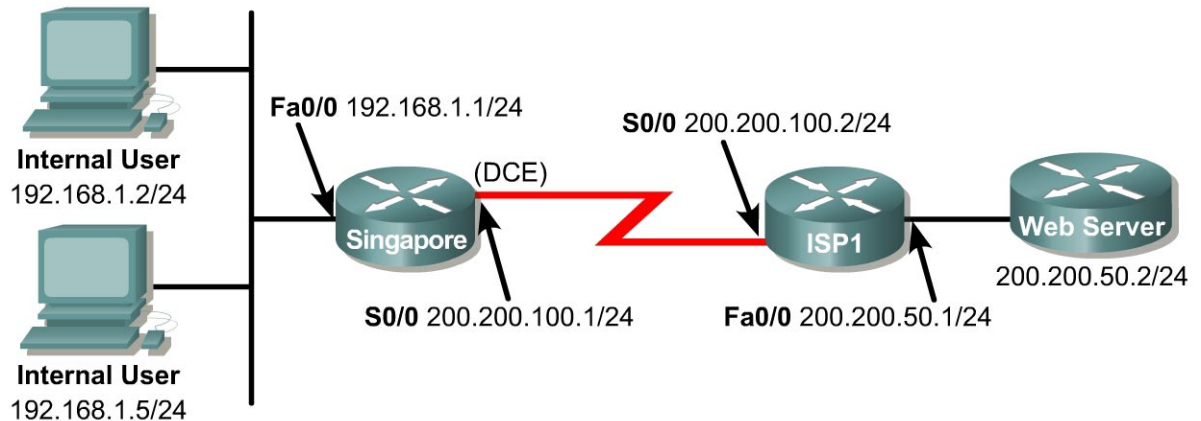 Internal User
192.168.1.2/24
Internal User
192.168.1.5/24
Fa0/0 192.168.1.1/24
Singapore
(DCE)
S0/0 200.200.100.1/24
S0/0 200.200.100.2/24
ISP1
Fa0/0 200.200.50.1/24
Web Server
200.200.50.2/24